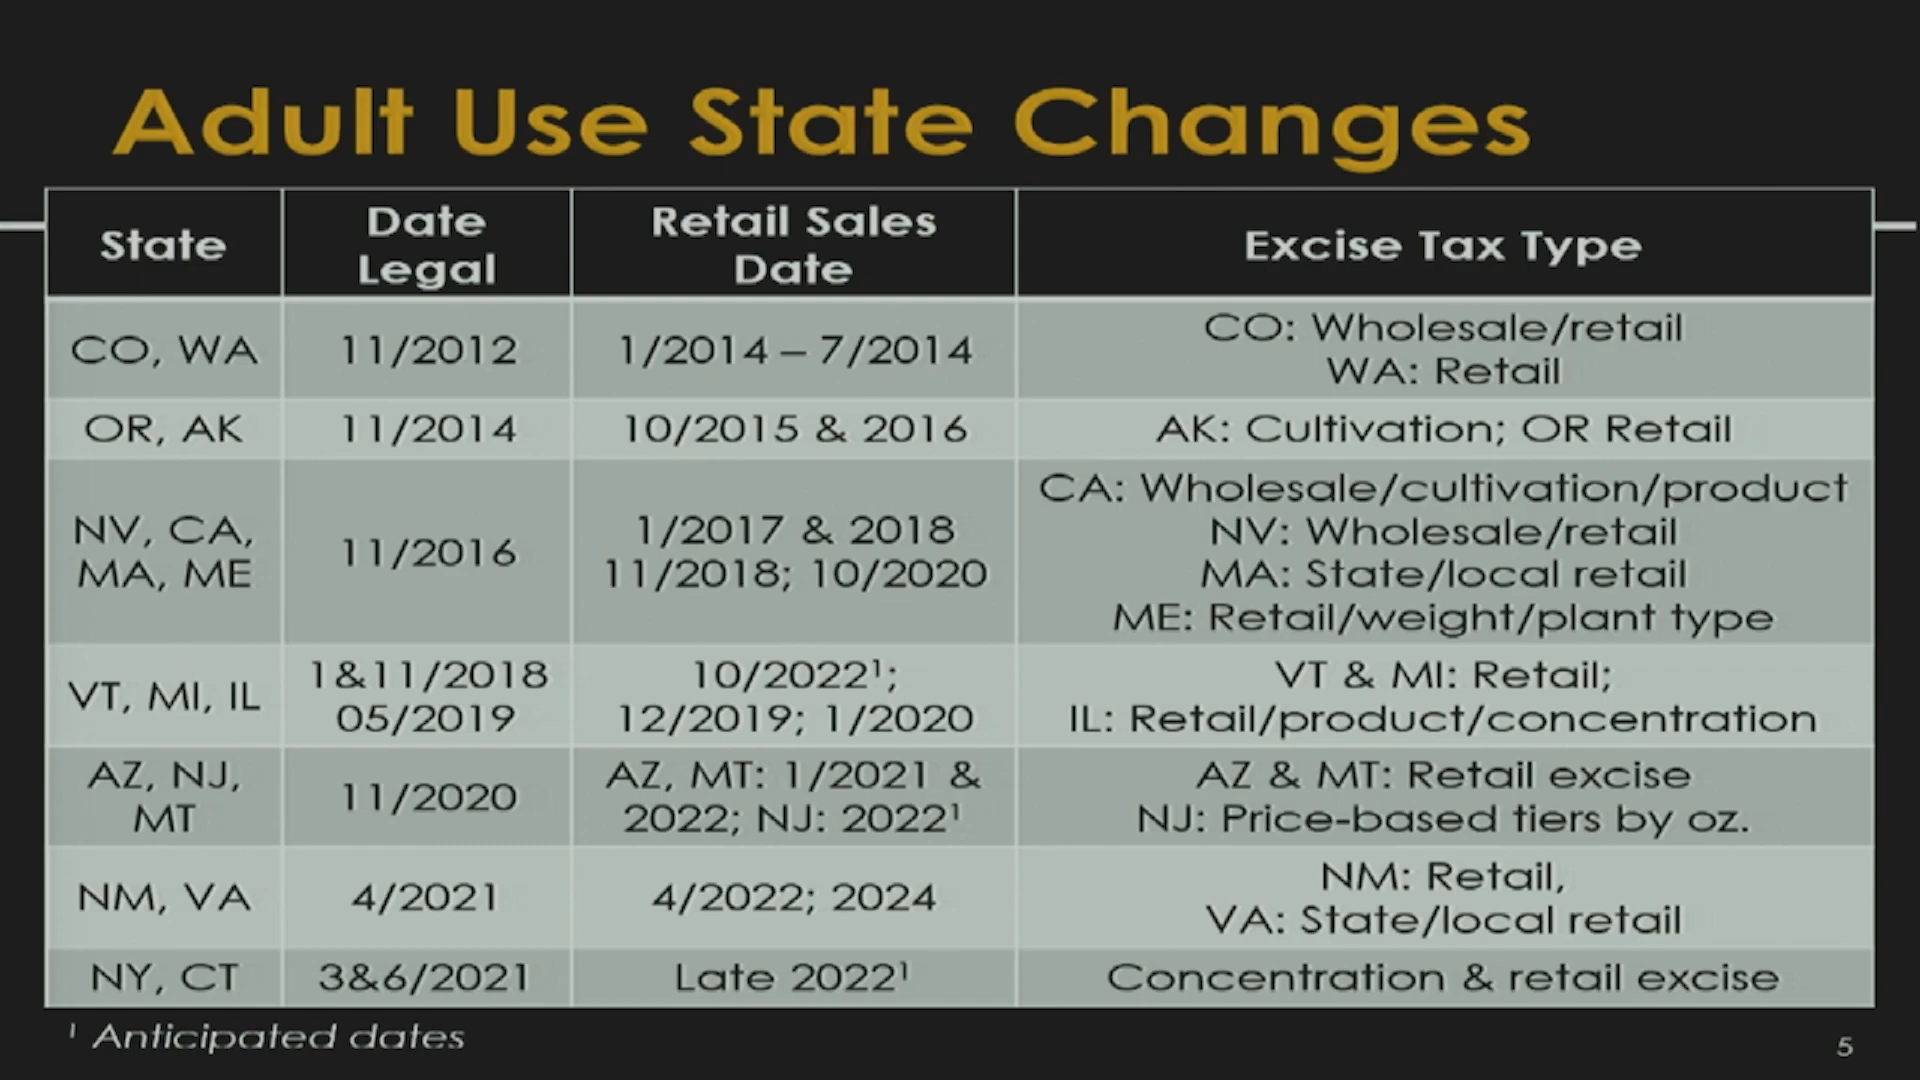 Adult Use State Changes
State
Date
Legal
Retail Sales
Date
Excise Tax Type
CO, WA
11/2012
1/2014 – 7/2014
CO: Wholesale/retail
WA: Retail
OR, AK
11/2014
10/2015 & 2016
AK: Cultivation; OR Retail
NV, CA,
MA, ME
11/2016
1/2017 & 2018
11/2018; 10/2020
CA: Wholesale/cultivation/product
NV: Wholesale/retail
MA: State/local retail
ME: Retail/weight/plant type
VT, MI, IL
1&11/2018
05/2019
10/2022¹;
12/2019; 1/2020
VT & MI: Retail;
IL: Retail/product/concentration
AZ, NJ,
MT
11/2020
AZ, MT: 1/2021 &
2022; NJ: 2022¹
AZ & MT: Retail excise
NJ: Price-based tiers by oz.
NM, VA
4/2021
4/2022; 2024
NM: Retail,
VA: State/local retail
NY, CT
3&6/2021
Late 2022¹
Concentration & retail excise
¹ Anticipated dates
5